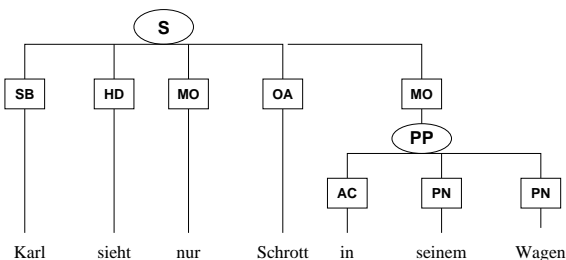 S
SB HD MO OA MO
PP
AC PN PN
Karl sieht nur Schrott in seinem Wagen